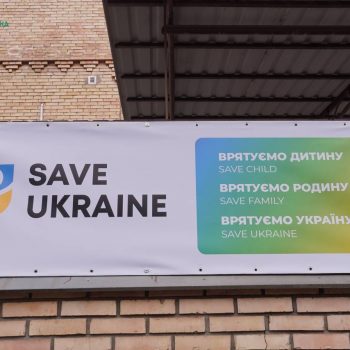 SAVE
UKRAINE
ВРЯТУЄМО ДИТИНУ
SAVE CHILD
ВРЯТУЄМО РОДИНУ
SAVE FAMILY
ВРЯТУЄМО УКРАЇНУ
SAVE UKRAINE